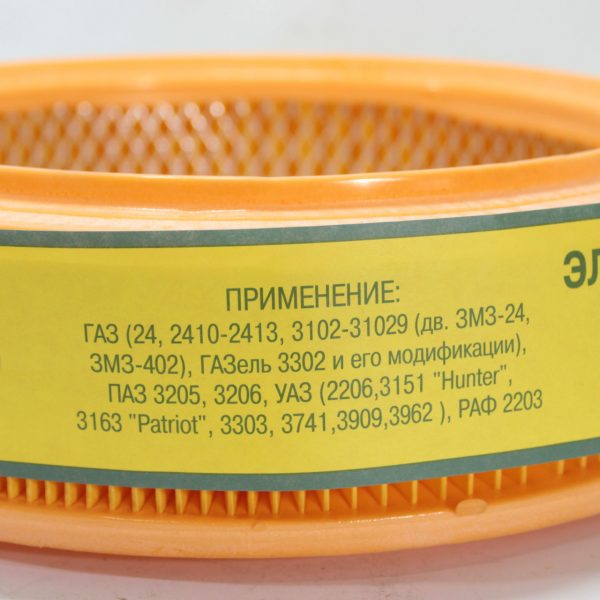 ПРИМЕНЕНИЕ:
ГАЗ (24, 2410-2413, 3102-31029 (дв. ЗМЗ-24,
ЗМЗ-402), ГАЗель 3302 и его модификации),
ПАЗ 3205, 3206, УАЗ (2206,3151 "Hunter",
3163 "Patriot", 3303, 3741,3909,3962 ), РАФ 2203